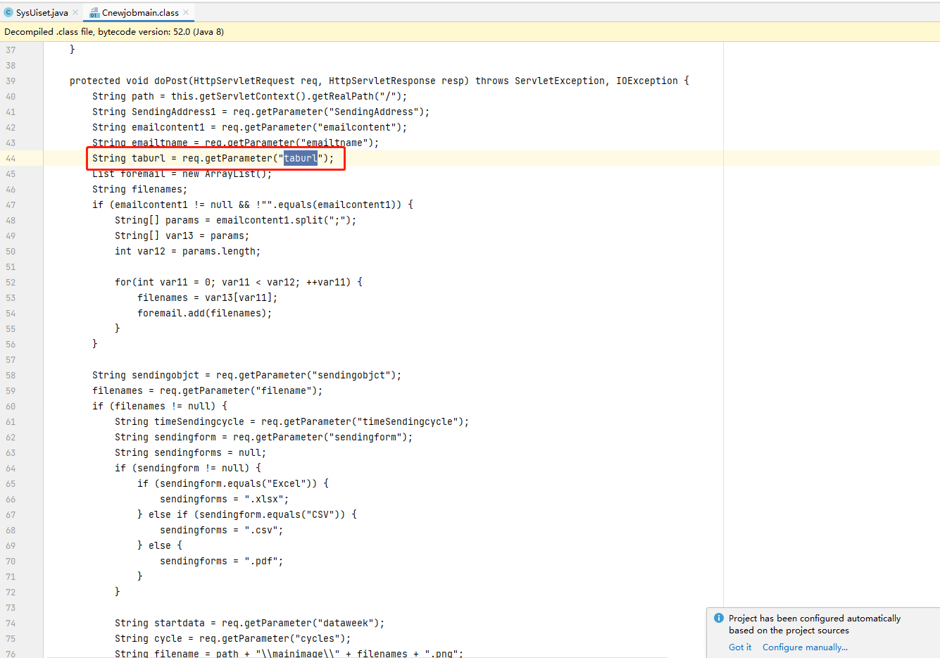 SysUiset.java Cnewjobmain.class
Decompiled .class file, bytecode version: 52.0 (Java 8)
37 }
38
39 protected void doPost(HttpServletRequest req, HttpServletResponse resp) throws ServletException, IOException {
40 String path = this.getServletContext().getRealPath("/");
41 String SendingAddress1 = req.getParameter("SendingAddress");
42 String emailcontent1 = req.getParameter("emailcontent");
43 String emailtname = req.getParameter("emailtname");
44 String taburl = req.getParameter("taburl");
45 List foremail = new ArrayList();
46 String filenames;
47 if (emailcontent1 != null && !"".equals(emailcontent1)) {
48 String[] params = emailcontent1.split(";");
49 String[] var13 = params;
50 int var12 = params.length;
51
52 for(int var11 = 0; var11 < var12; ++var11) {
53 filenames = var13[var11];
54 foremail.add(filenames);
55 }
56 }
57
58 String sendingobjct = req.getParameter("sendingobjct");
59 filenames = req.getParameter("filename");
60 if (filenames != null) {
61 String timeSendingcycle = req.getParameter("timeSendingcycle");
62 String sendingform = req.getParameter("sendingform");
63 String sendingforms = null;
64 if (sendingform != null) {
65 if (sendingform.equals("Excel")) {
66 sendingforms = ".xlsx";
67 } else if (sendingform.equals("CSV")) {
68 sendingforms = ".csv";
69 } else {
70 sendingforms = ".pdf";
71 }
72 }
73
74 String startdata = req.getParameter("dataweek");
75 String cycle = req.getParameter("cycles");
76 String filename = path + "\\mainimage\\" + filenames + ".png";
Project has been configured automatically
based on the project sources
Got it Configure manually...